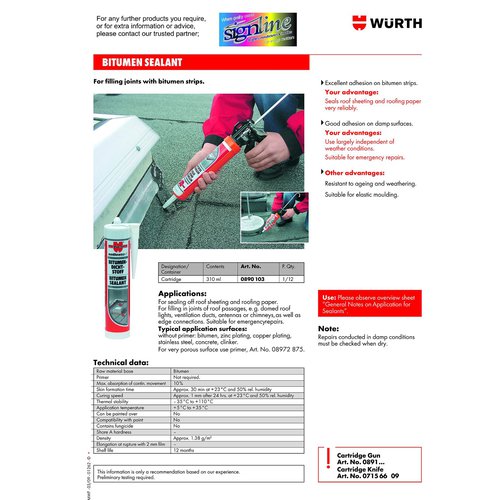 For any further products you require,
or for extra information or advice,
please contact our trusted partner;
When quality counts
signline
WÜRTH
BITUMEN SEALANT
For filling joints with bitumen strips.
Excellent adhesion on bitumen strips.
Your advantage:
Seals roof sheeting and roofing paper
very reliably.
Good adhesion on damp surfaces.
Your advantages:
Use largely independent of
weather conditions.
Suitable for emergency repairs.
Other advantages:
Resistant to ageing and weathering.
Suitable for elastic moulding.
WÜRTH
BITUMEN-
DICHT-
STOFF
BITUMEN
SEALANT
Designation/
Container Contents Art. No. P. Qty.
Cartridge 310 ml 0890 103 1/12
Applications:
For sealing off roof sheeting and roofing paper.
For filling in joints of roof passages, e.g. domed roof
lights, ventilation ducts, antennas or chimneys,as well as
edge connections. Suitable for emergencyrepairs.
Typical application surfaces:
without primer: bitumen, zinc plating, copper plating,
stainless steel, concrete, clinker.
For very porous surface use primer, Art. No. 08972 875.
Use: Please observe overview sheet
"General Notes on Application for
Sealants".
Note:
Repairs conducted in damp conditions
must be checked when dry.
Technical data:
Raw material base Bitumen
Primer Not required.
Max. absorption of contin. movement 10%
Skin formation time Approx. 30 min at +23°C and 50% rel. humidity
Curing speed Approx. 1 mm after 24 hrs. at +23°C and 50% rel. humidity
Thermal stability –35°C to +110°C
Application temperature +5°C to +35°C
Can be painted over No
Compatibility with paint No
Contains fungicide No
Shore A hardness –
Density Approx. 1.38 g/m³
Elongation at rupture with 2 mm film –
Shelf life 12 months
This information is only a recommendation based on our experience.
Preliminary testing required.
!
Cartridge Gun
Art. No. 0891...
Cartridge Knife
Art. No. 0715 66 09